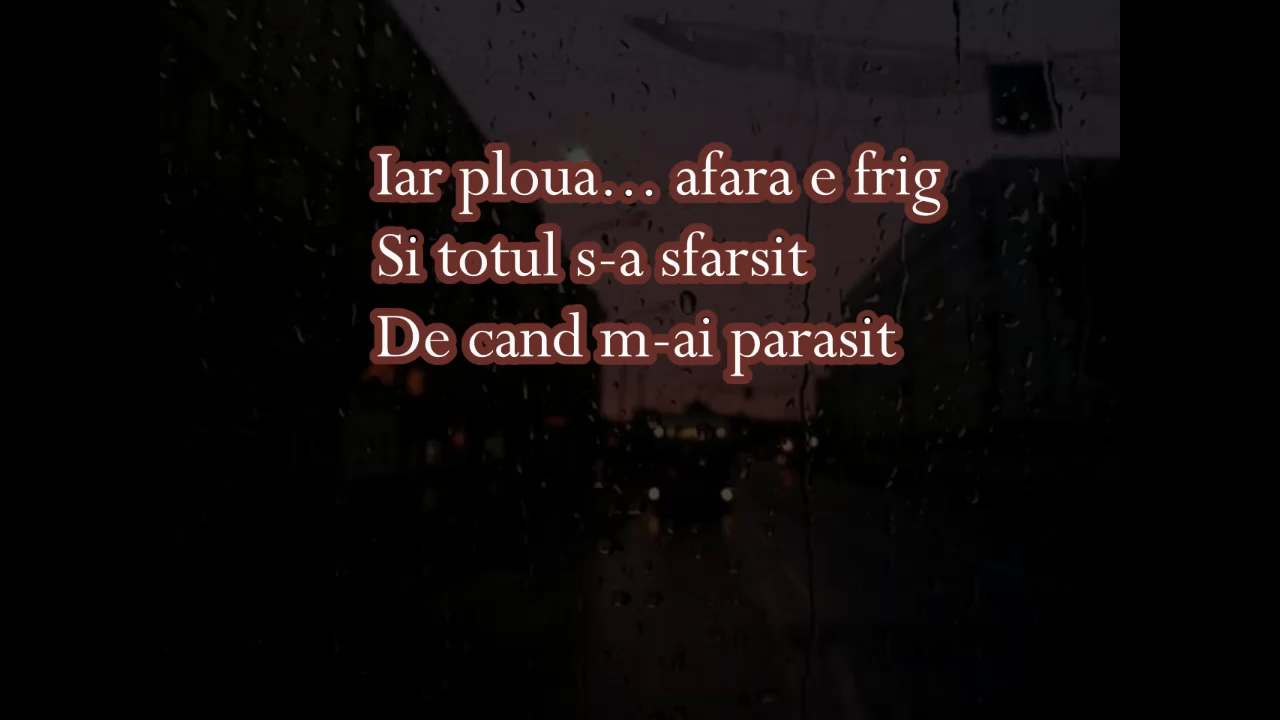 Iar ploua... afara e frig
Si totul s-a sfarsit
De cand m-ai parasit